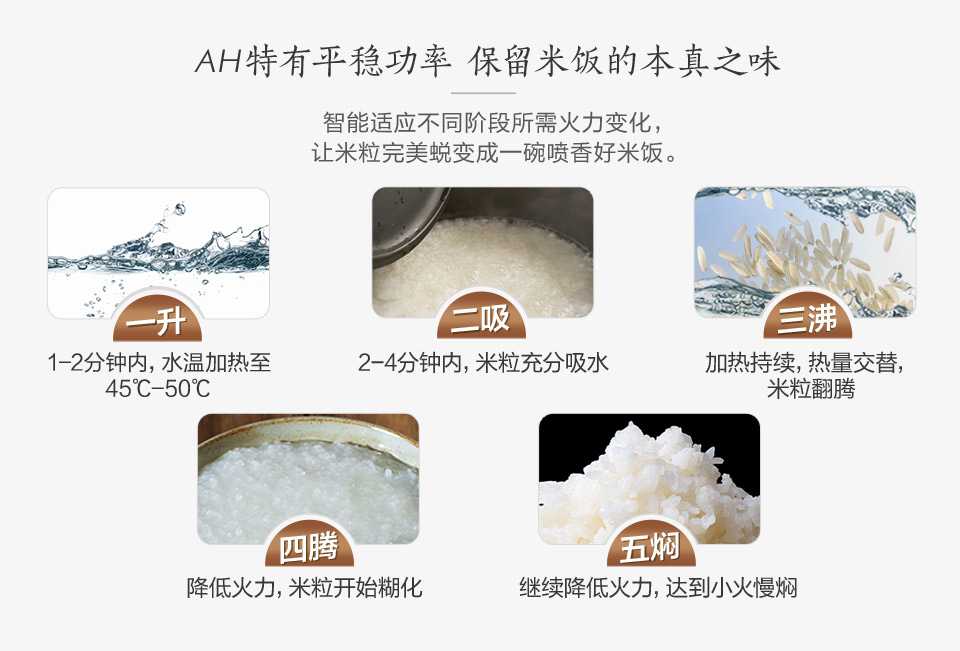 AH特有平稳功率 保留米饭的本真之味
智能适应不同阶段所需火力变化，
让米粒完美蜕变成一碗喷香好米饭。
一升
1-2分钟内, 水温加热至
45℃-50℃
二吸
2-4分钟内, 米粒充分吸水
三沸
加热持续, 热量交替,
米粒翻腾
四腾
降低火力, 米粒开始糊化
五焖
继续降低火力, 达到小火慢焖